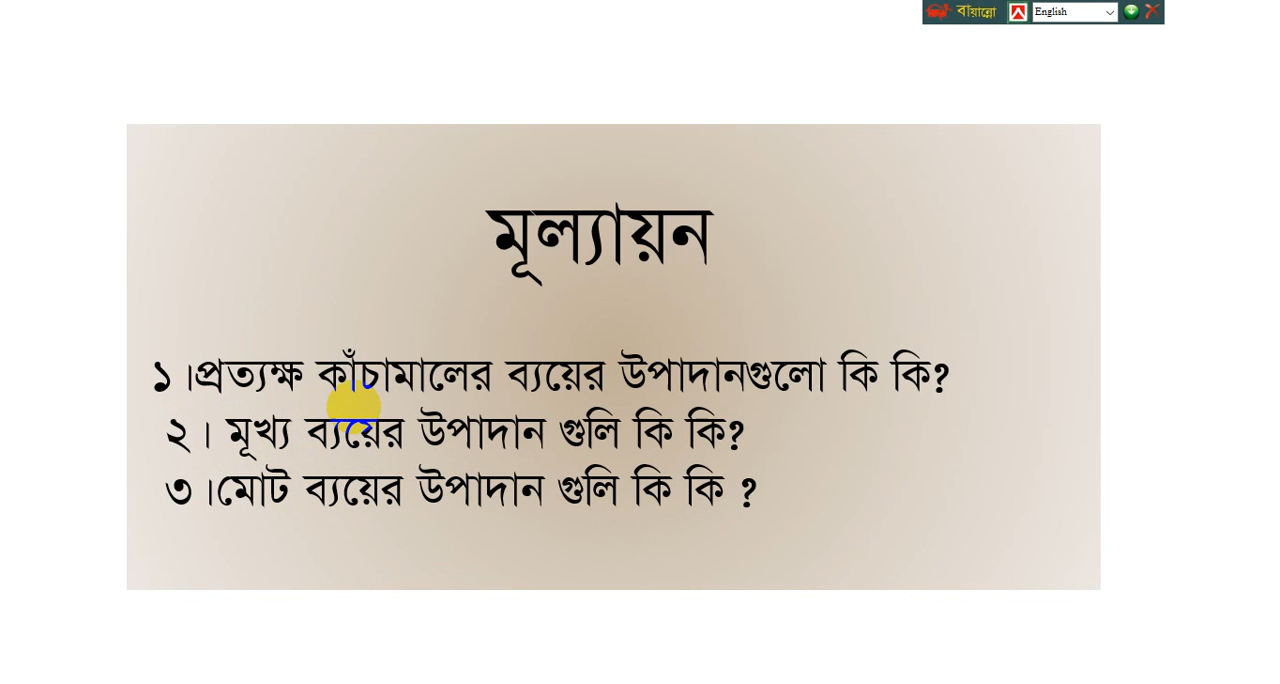 বাঁয়ান্নো English
মূল্যায়ন
১।প্রত্যক্ষ কাঁচামালের ব্যয়ের উপাদানগুলো কি কি?
২। মূখ্য ব্যয়ের উপাদান গুলি কি কি?
৩।মোট ব্যয়ের উপাদান গুলি কি কি ?